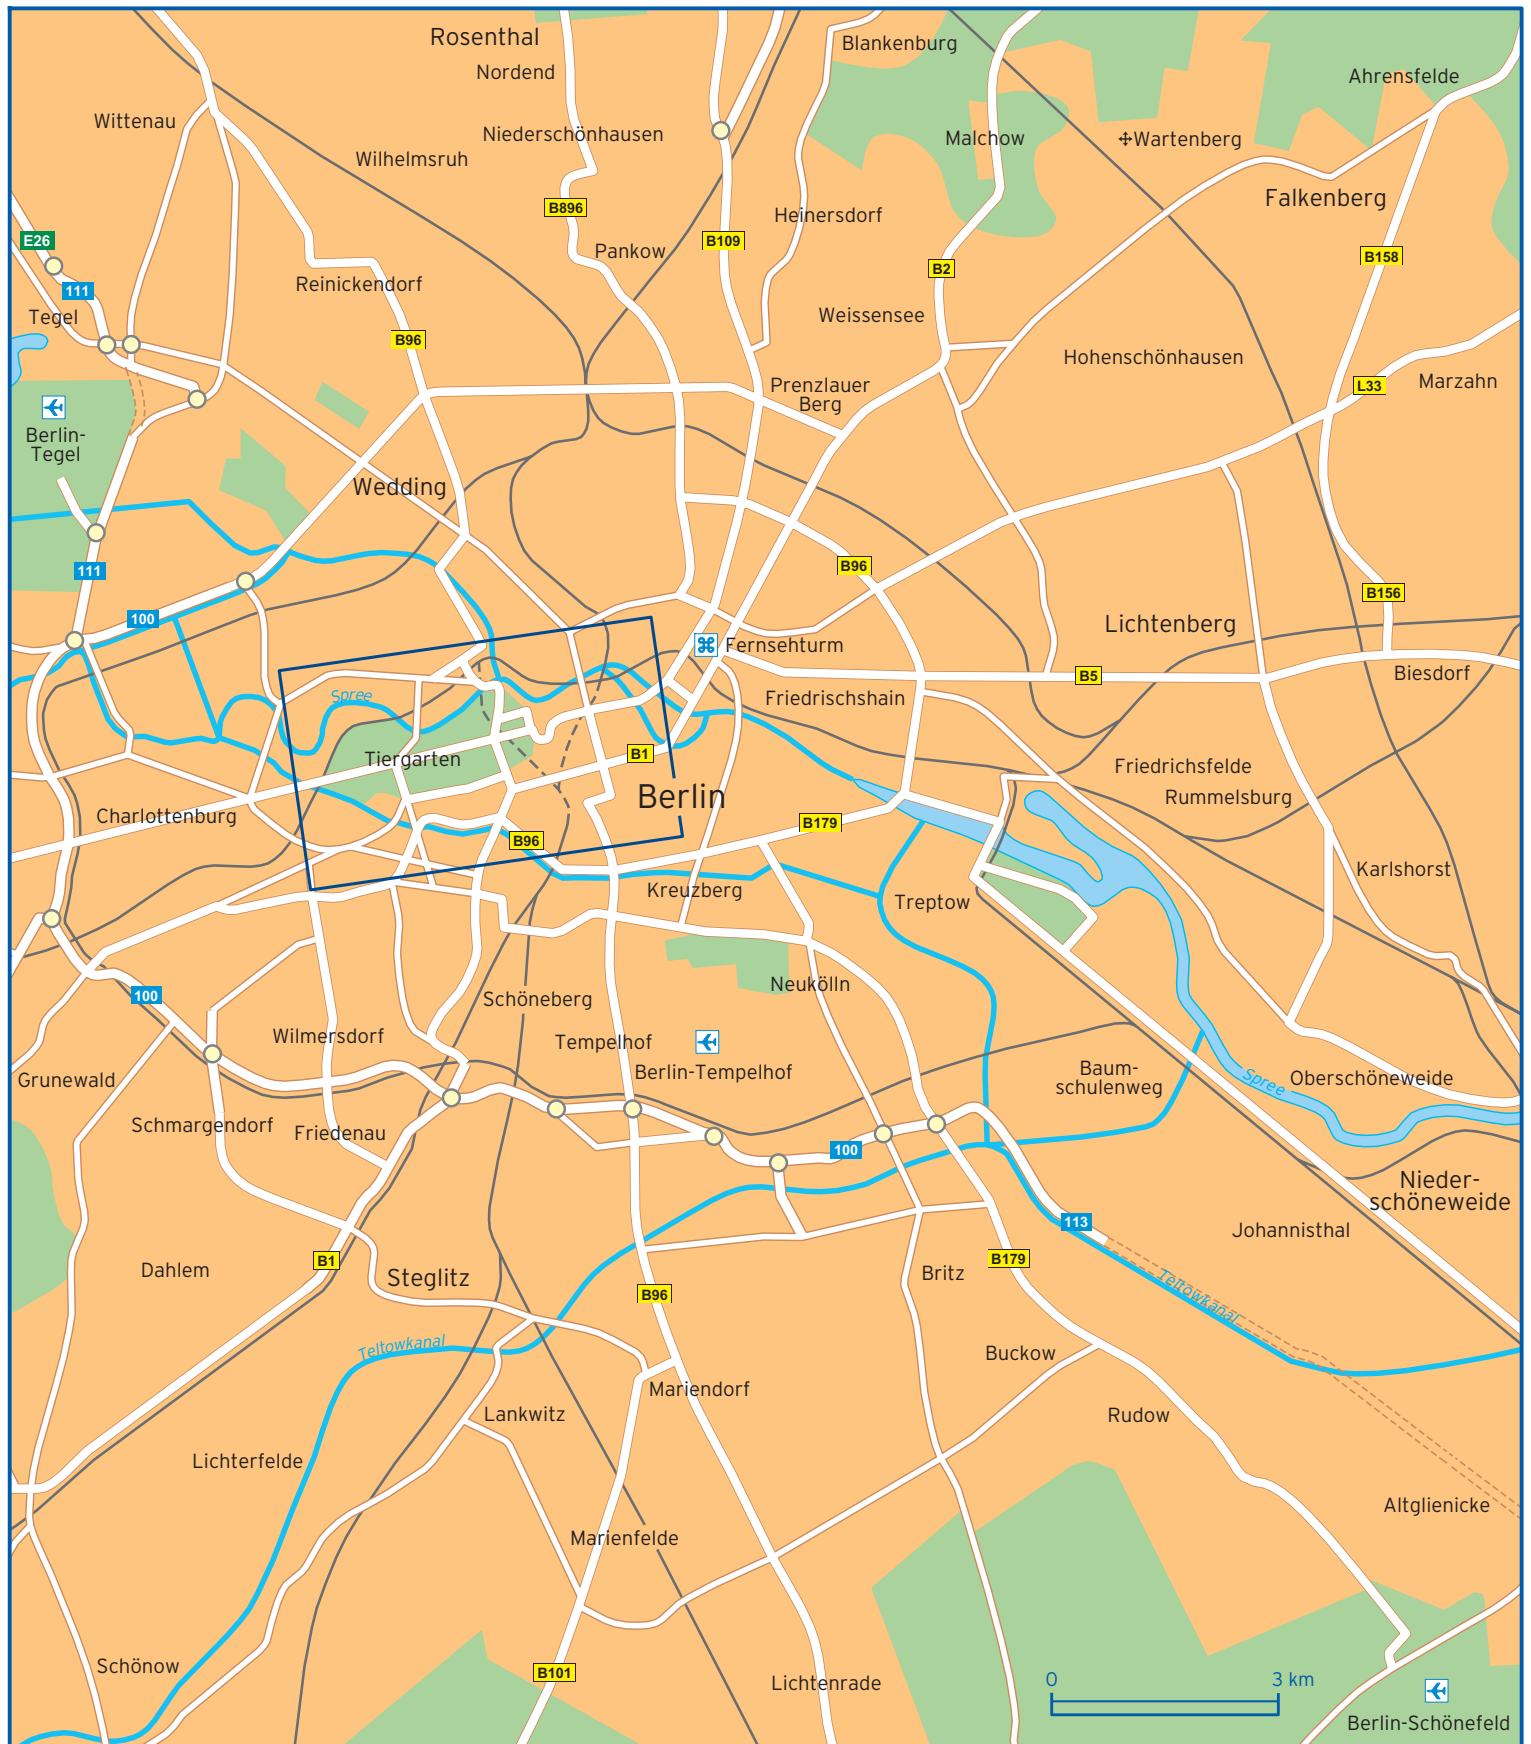 Rosenthal
Blankenburg
Nordend
Ahrensfelde
Wittenau
Niederschönhausen
Malchow
Wartenberg
Wilhelmsruh
Falkenberg
B896
Heinersdorf
E26
B109
Pankow
B158
B2
Reinickendorf
111
Tegel
Weissensee
B96
Hohenschönhausen
Prenzlauer
Berg
L33
Marzahn
Berlin-
Tegel
Wedding
B96
111
B156
100
Lichtenberg
Fernsehturm
Biesdorf
B5
Spree
Friedrischshain
B1
Tiergarten
Friedrichsfelde
Berlin
Rummelsburg
Charlottenburg
B179
B96
Karlshorst
Kreuzberg
Treptow
Neukölln
100
Schöneberg
Wilmersdorf
Tempelhof
Berlin-Tempelhof
Baum-
schulenweg
Grunewald
Spree
Oberschöneweide
Schmargendorf
Friedenau
100
Nieder-
schöneweide
113
Johannisthal
B1
B179
Dahlem
Steglitz
Britz
Teltowkanal
B96
Teltowkanal
Buckow
Mariendorf
Lankwitz
Rudow
Lichterfelde
Altglienicke
Marienfelde
Schönow
B101
Lichtenrade
0
3 km
Berlin-Schönefeld